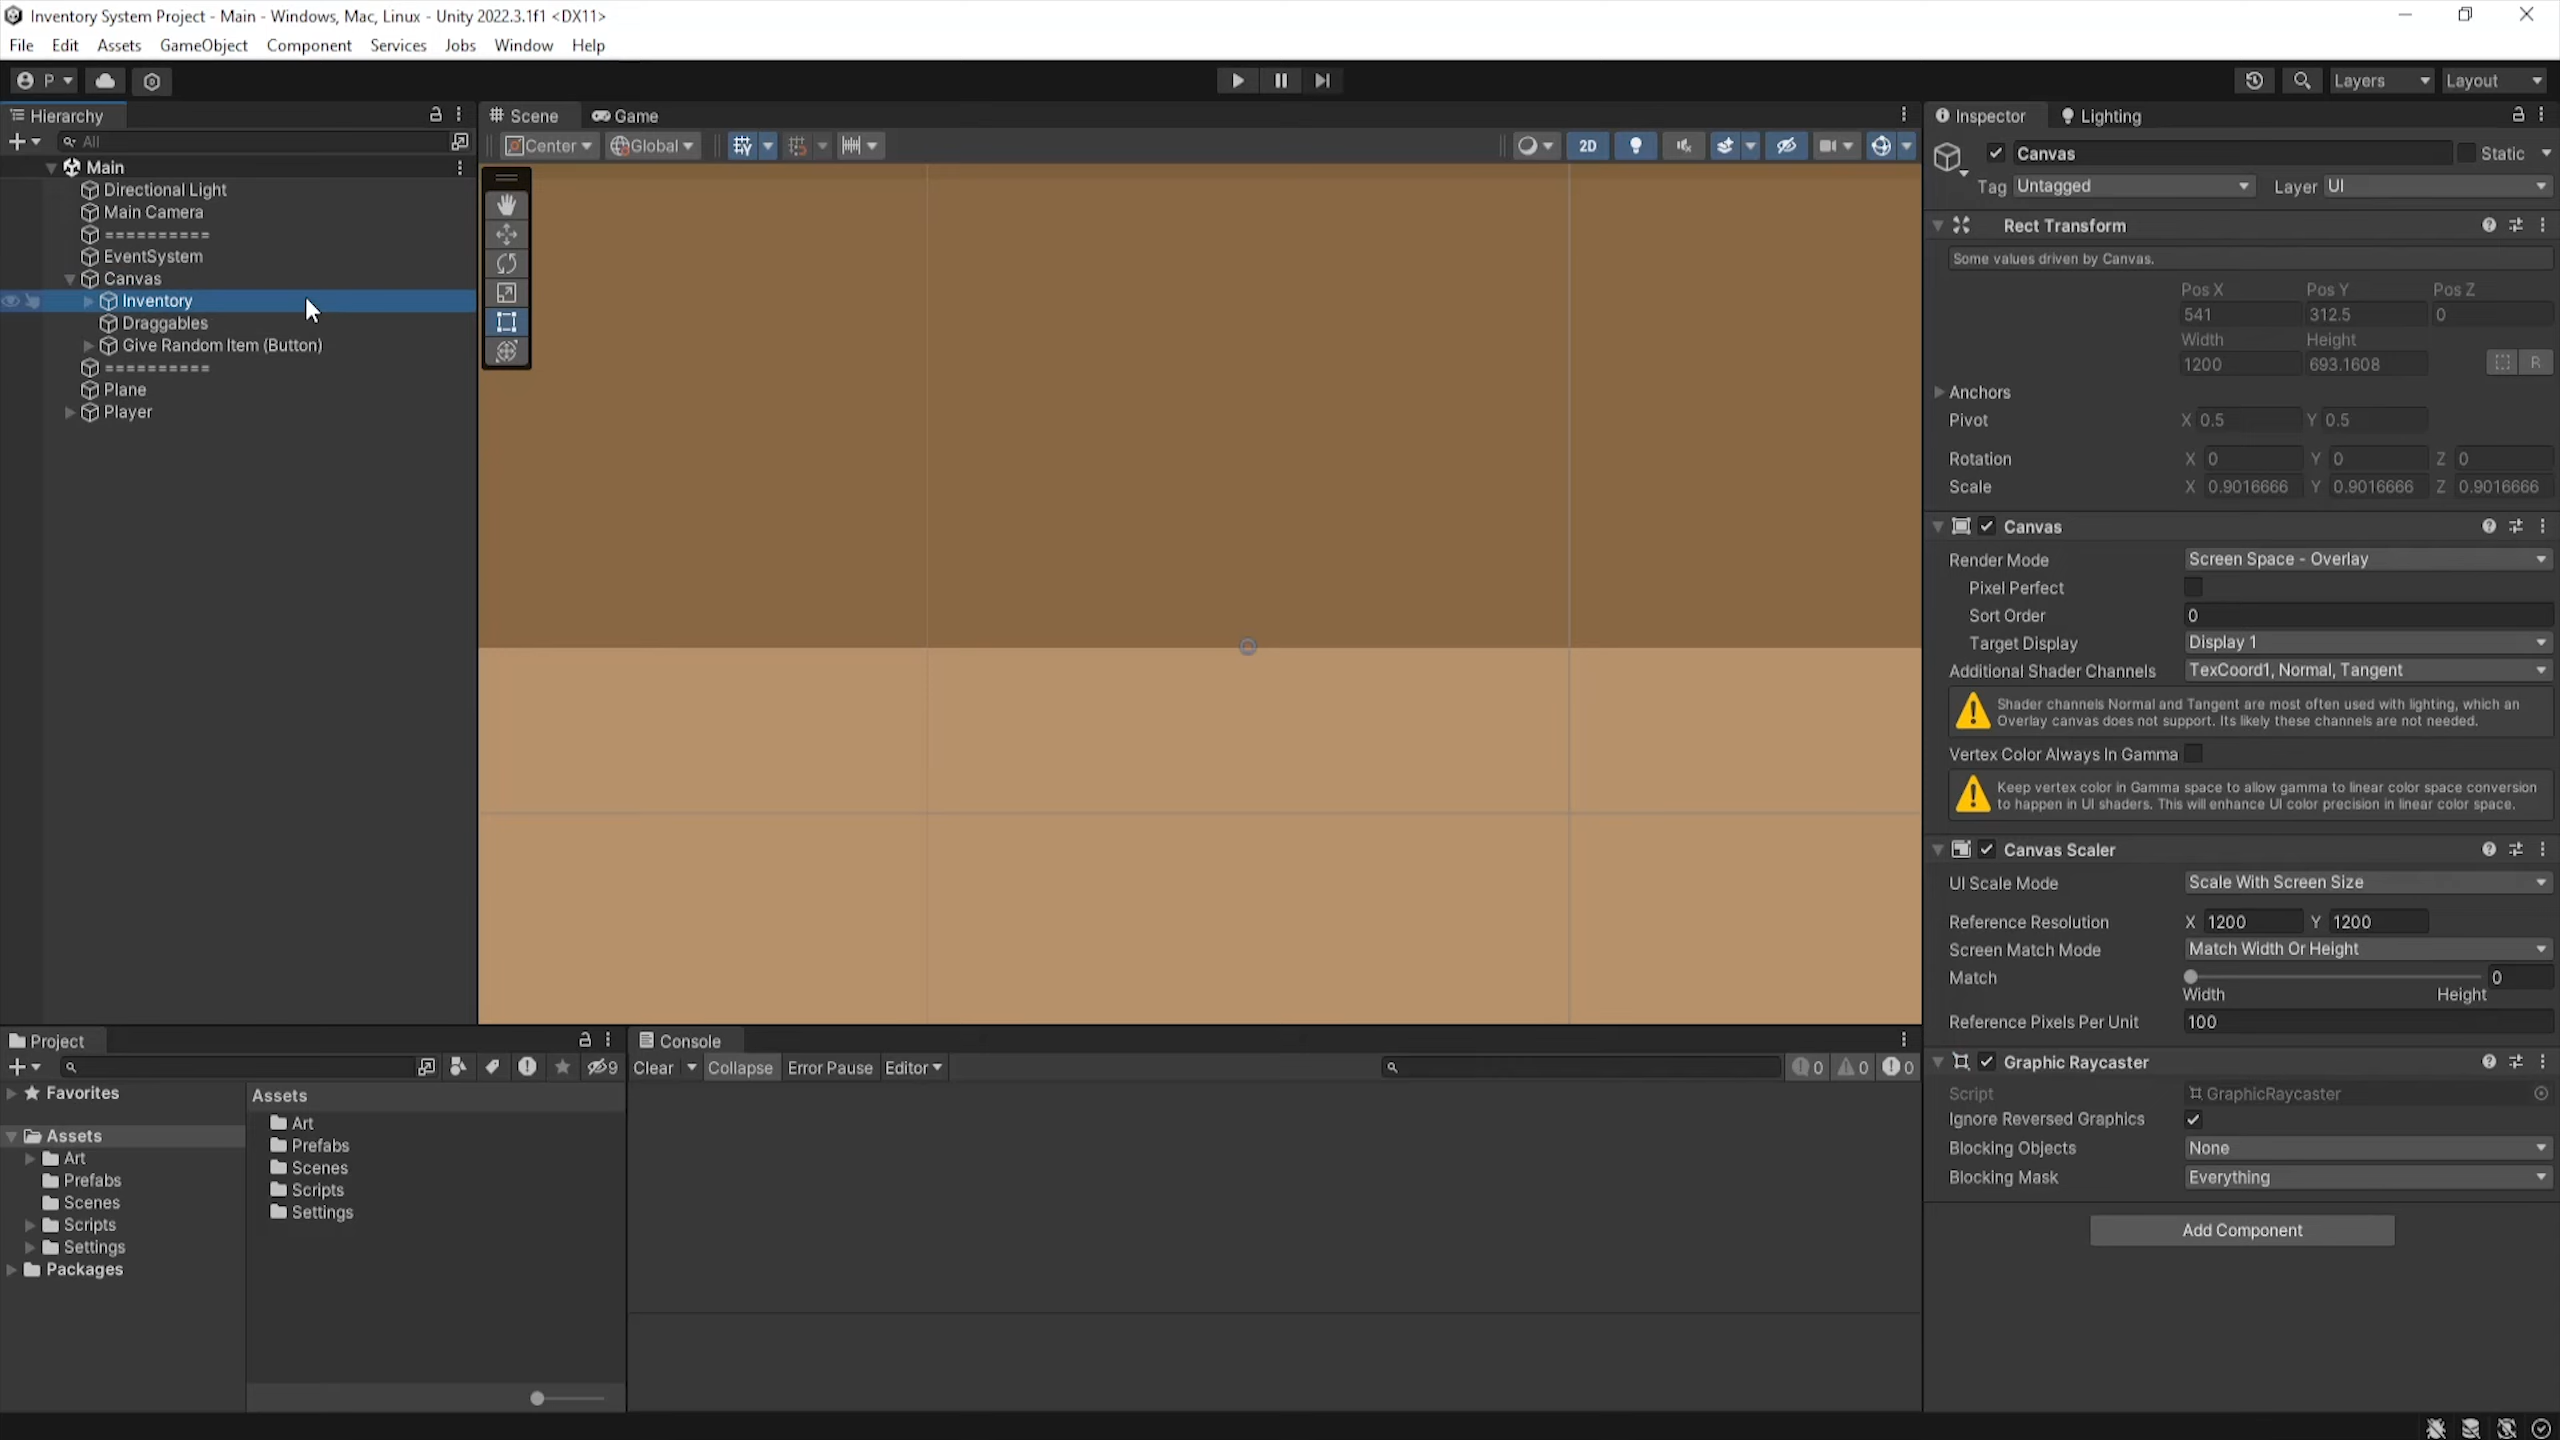 Inventory System Project - Main - Windows, Mac, Linux - Unity 2022.3.1f1 <DX11>
File Edit Assets GameObject Component Services Jobs Window Help
P Layers Layout
Hierarchy
All
Main
Directional Light
Main Camera
==========
EventSystem
Canvas
Inventory
Draggables
Give Random Item (Button)
==========
Plane
Player
Scene Game
Center Global 2D
Inspector Lighting
Canvas Static
Tag Untagged Layer UI
Rect Transform
Some values driven by Canvas.
Pos X Pos Y Pos Z
541 312.5 0
Width Height
1200 693.1608 R
Anchors
Pivot X 0.5 Y 0.5
Rotation X 0 Y 0 Z 0
Scale X 0.9016666 Y 0.9016666 Z 0.9016666
Canvas
Render Mode Screen Space - Overlay
Pixel Perfect
Sort Order 0
Target Display Display 1
Additional Shader Channels TexCoord1, Normal, Tangent
Shader channels Normal and Tangent are most often used with lighting, which an
Overlay canvas does not support. Its likely these channels are not needed.
Vertex Color Always In Gamma
Keep vertex color in Gamma space to allow gamma to linear color space conversion
to happen in UI shaders. This will enhance UI color precision in linear color space.
Canvas Scaler
UI Scale Mode Scale With Screen Size
Reference Resolution X 1200 Y 1200
Screen Match Mode Match Width Or Height
Match 0
Width Height
Reference Pixels Per Unit 100
Graphic Raycaster
Script GraphicRaycaster
Ignore Reversed Graphics
Blocking Objects None
Blocking Mask Everything
Add Component
Project
9
Favorites
Assets
Art
Prefabs
Scenes
Scripts
Settings
Packages
Assets
Art
Prefabs
Scenes
Scripts
Settings
Console
Clear Collapse Error Pause Editor 0 0 0